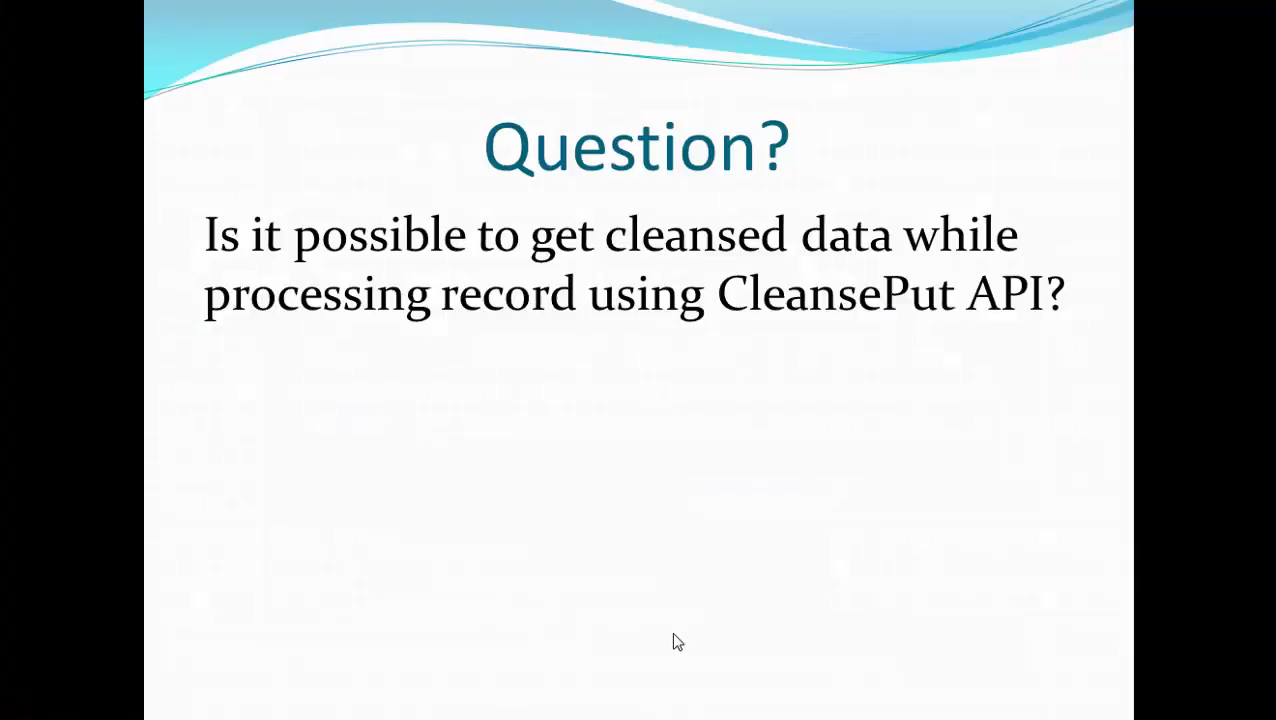 Question?
Is it possible to get cleansed data while
processing record using CleansePut API?